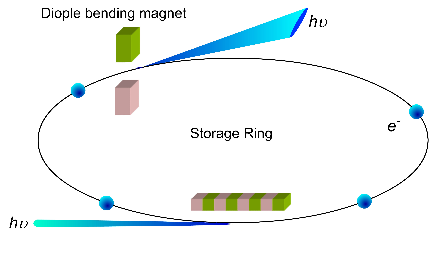 Diople bending magnet
hν
Storage Ring
e-
hν